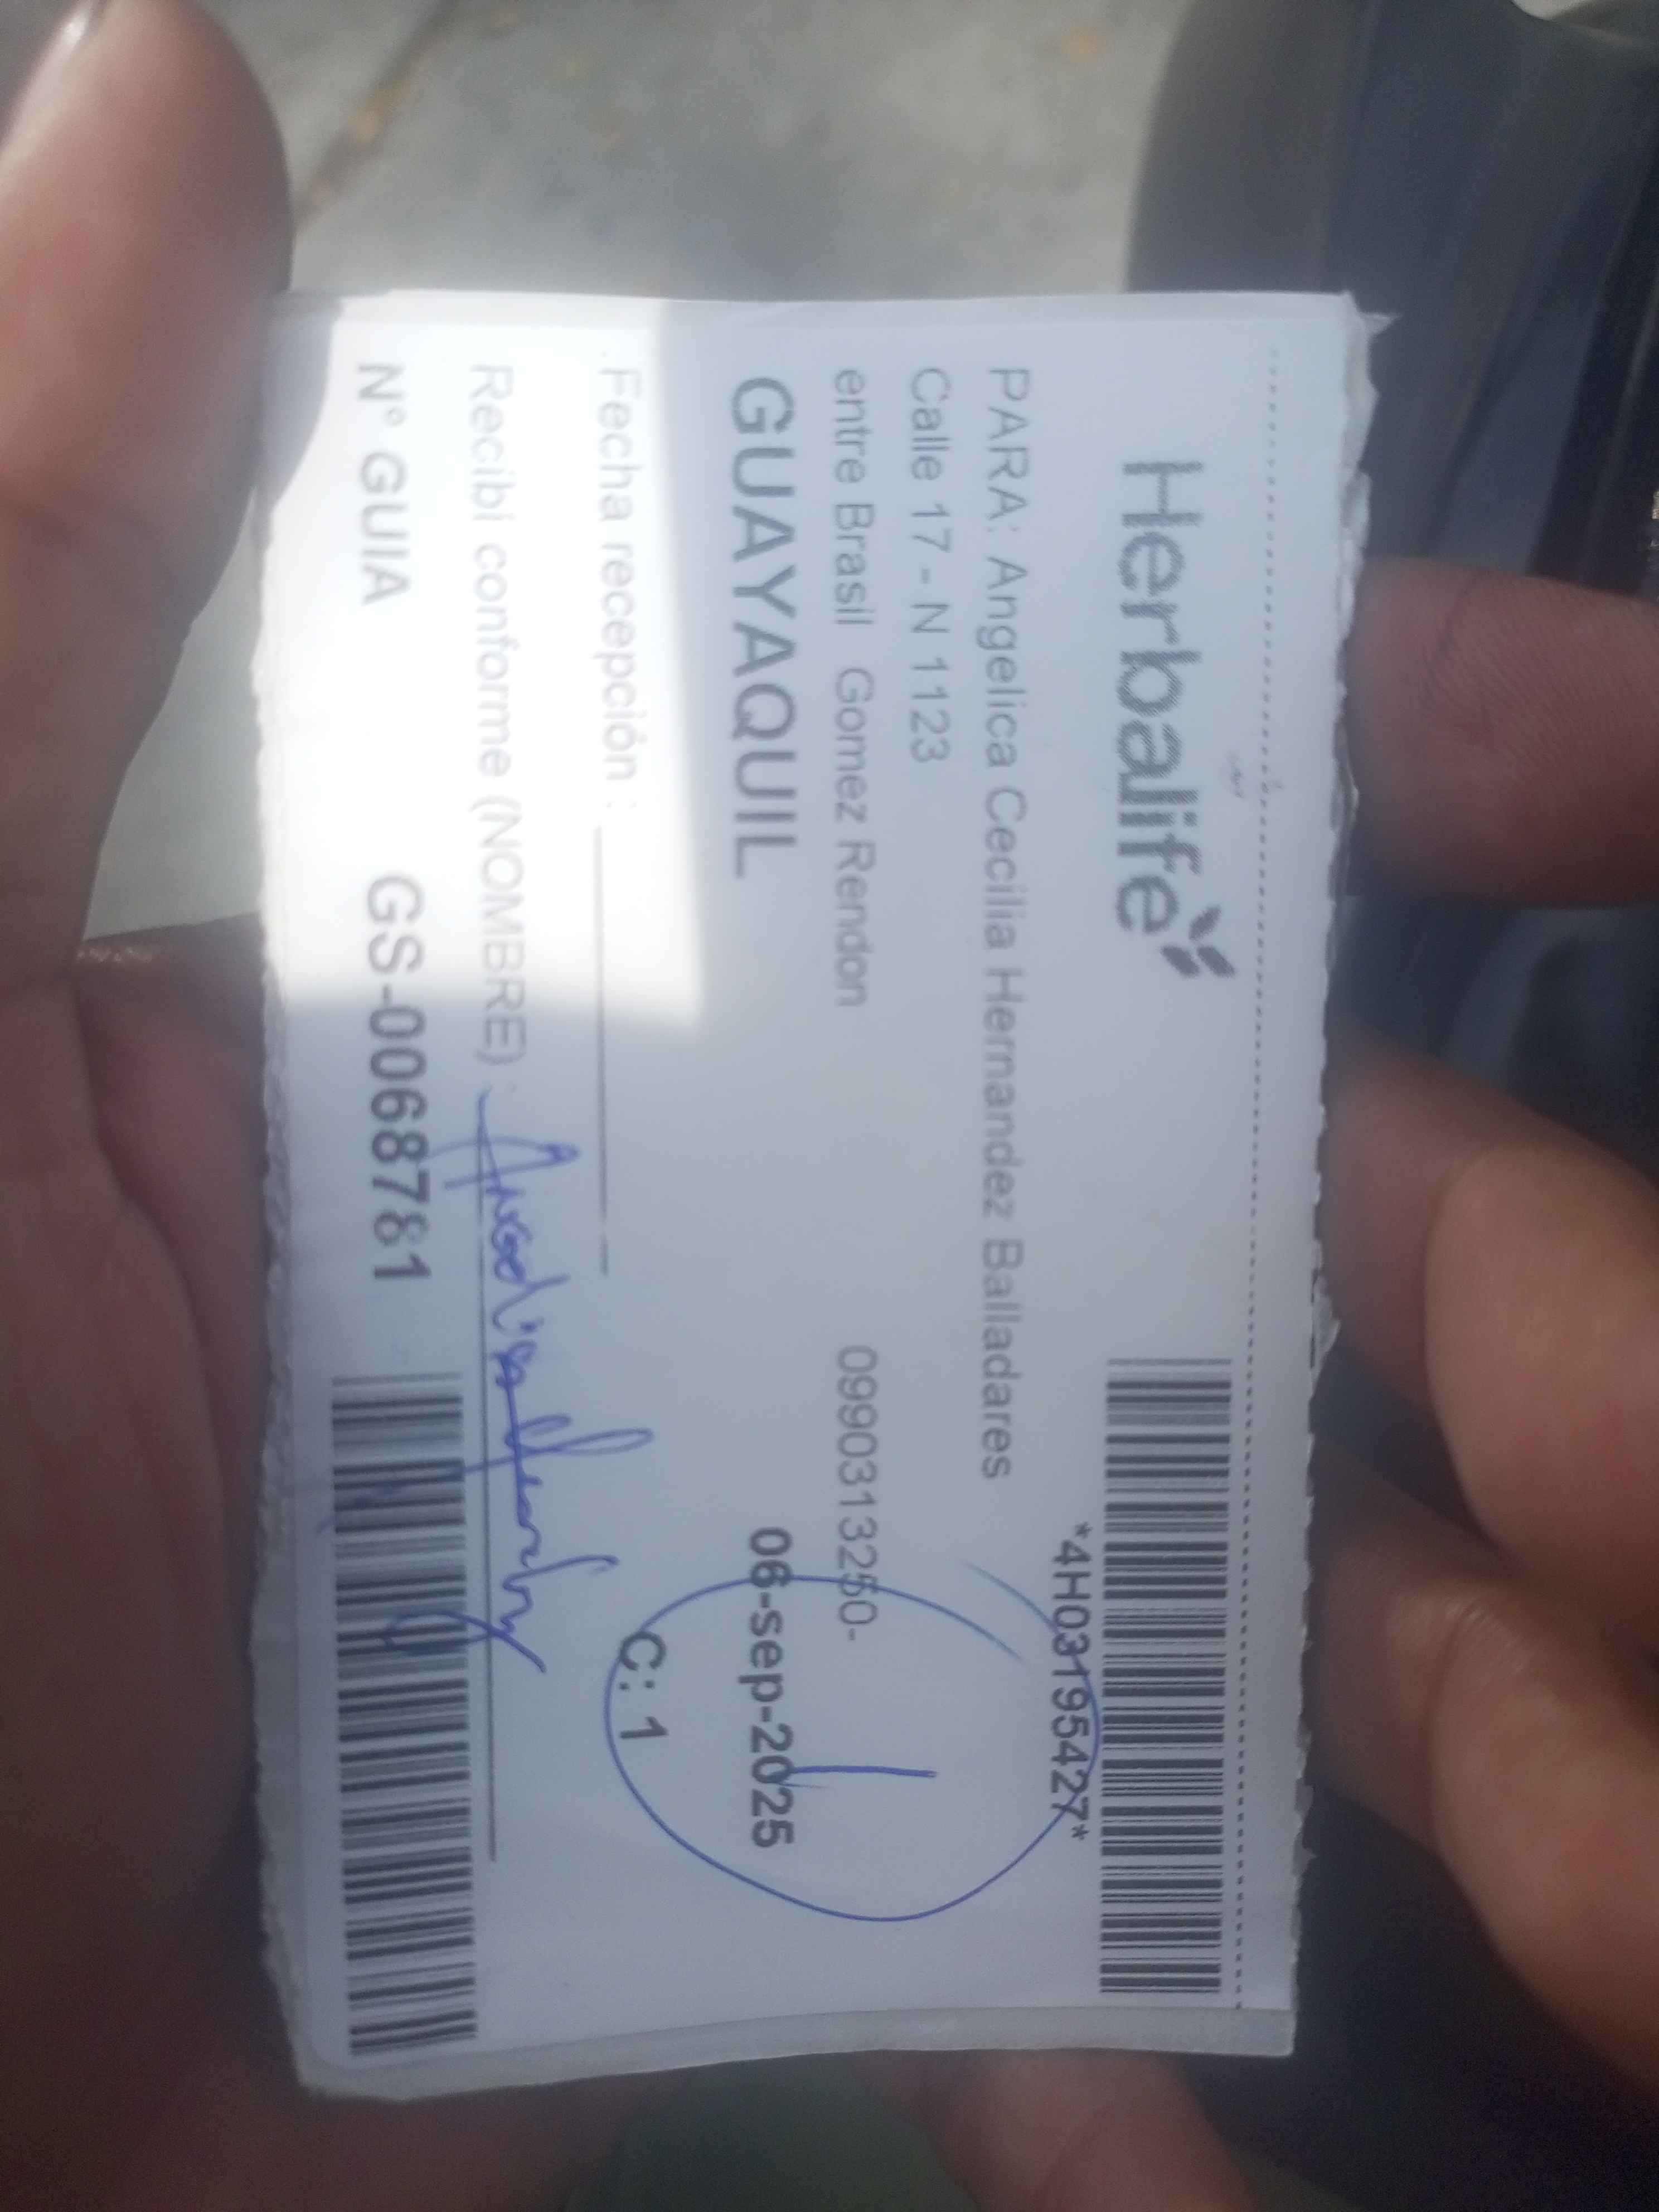 Herbalife
*4H03195427*
PARA: Angelica Cecilia Hernandez Balladares
Calle 17 - N 1123
entre Brasil Gomez Rendon 0990313250-
GUAYAQUIL 06-sep-2025
Fecha recepción : C: 1
Recibí conforme (NOMBRE) : Angelica
Nº GUIA GS-00687781